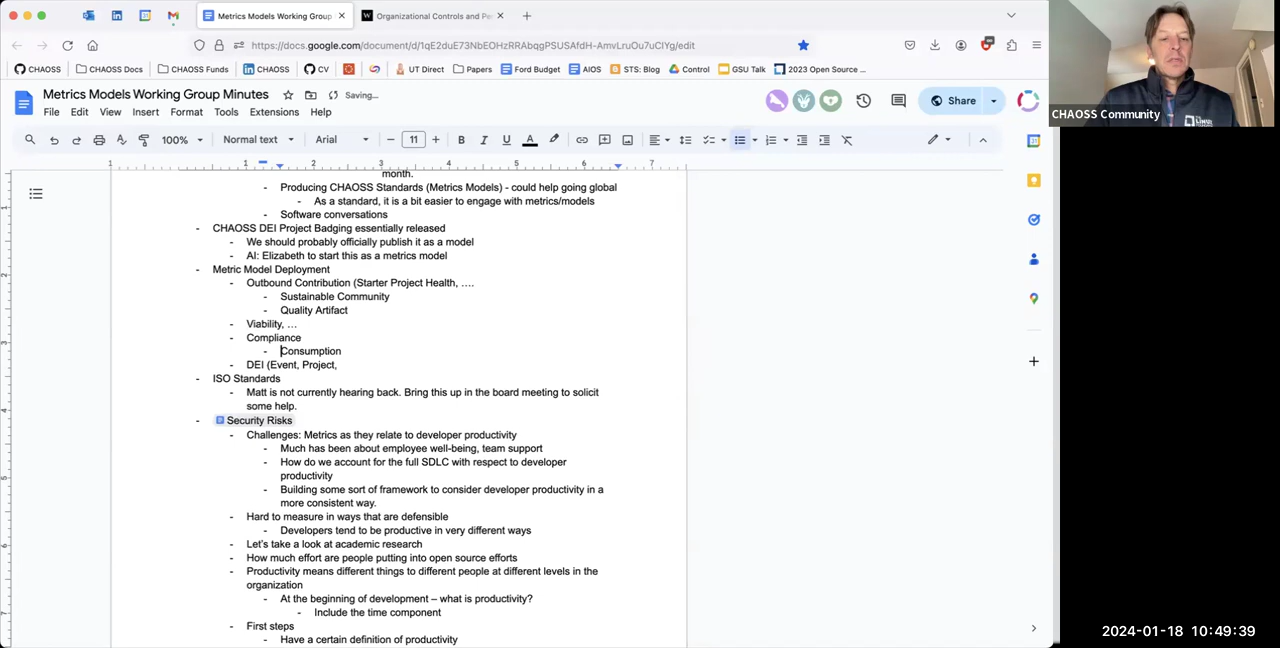 Metrics Models Working Group
Organizational Controls and Pe
https://docs.google.com/document/d/1qE2duE73NbEOHzRRAbqgPSUSAfdH-AmvLruOu7uClYg/edit
CHAOSS
CHAOSS Docs
CHAOSS Funds
CHAOSS
CV
UT Direct
Papers
Ford Budget
AIOS
STS: Blog
Control
GSU Talk
2023 Open Source ...
Metrics Models Working Group Minutes
Saving...
File Edit View Insert Format Tools Extensions Help
Share
100%
Normal text
Arial
11
1 1 2 3 4 5 6 7
month.
- Producing CHAOSS Standards (Metrics Models) - could help going global
- As a standard, it is a bit easier to engage with metrics/models
- Software conversations
- CHAOSS DEI Project Badging essentially released
- We should probably officially publish it as a model
- AI: Elizabeth to start this as a metrics model
- Metric Model Deployment
- Outbound Contribution (Starter Project Health, ....
- Sustainable Community
- Quality Artifact
- Viability, ...
- Compliance
- Consumption
- DEI (Event, Project,
- ISO Standards
- Matt is not currently hearing back. Bring this up in the board meeting to solicit
some help.
- Security Risks
- Challenges: Metrics as they relate to developer productivity
- Much has been about employee well-being, team support
- How do we account for the full SDLC with respect to developer
productivity
- Building some sort of framework to consider developer productivity in a
more consistent way.
- Hard to measure in ways that are defensible
- Developers tend to be productive in very different ways
- Let's take a look at academic research
- How much effort are people putting into open source efforts
- Productivity means different things to different people at different levels in the
organization
- At the beginning of development – what is productivity?
- Include the time component
- First steps
- Have a certain definition of productivity
CHAOSS Community
2024-01-18 10:49:39